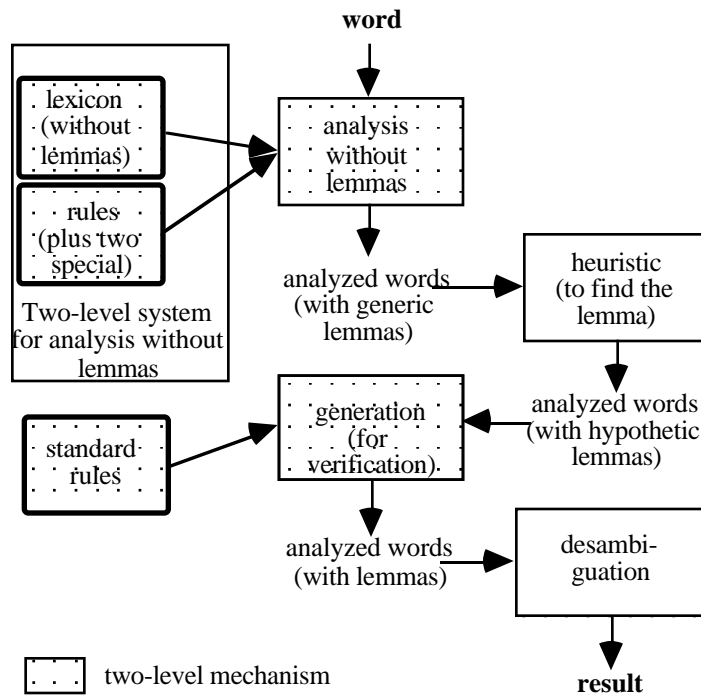 word
lexicon
(without
lemmas)
rules
(plus two
special)
Two-level system
for analysis without
lemmas
analysis
without
lemmas
analyzed words
(with generic
lemmas)
heuristic
(to find the
lemma)
analyzed words
(with hypothetic
lemmas)
generation
(for
verification)
standard
rules
analyzed words
(with lemmas)
desambi-
guation
result
two-level mechanism